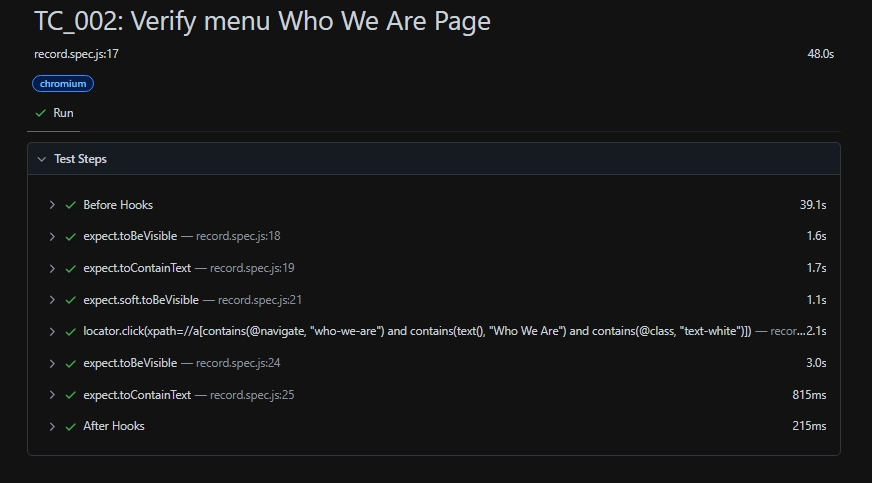 TC_002: Verify menu Who We Are Page
record.spec.js:17 48.0s
chromium
Run
Test Steps
Before Hooks 39.1s
expect.toBeVisible — record.spec.js:18 1.6s
expect.toContainText — record.spec.js:19 1.7s
expect.soft.toBeVisible — record.spec.js:21 1.1s
locator.click(xpath=//a[contains(@navigate, "who-we-are") and contains(text(), "Who We Are") and contains(@class, "text-white")]) — recor... 2.1s
expect.toBeVisible — record.spec.js:24 3.0s
expect.toContainText — record.spec.js:25 815ms
After Hooks 215ms